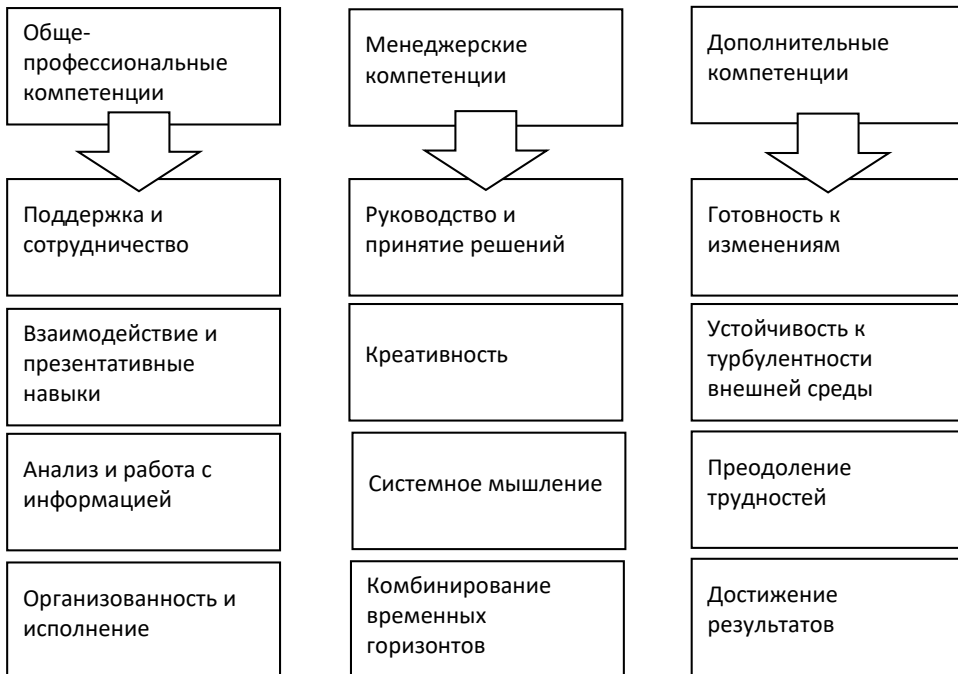 Обще-
профессиональные
компетенции
Менеджерские
компетенции
Дополнительные
компетенции
Поддержка и
сотрудничество
Руководство и
принятие решений
Готовность к
изменениям
Взаимодействие и
презентативные
навыки
Креативность
Устойчивость к
турбулентности
внешней среды
Анализ и работа с
информацией
Системное мышление
Преодоление
трудностей
Организованность и
исполнение
Комбинирование
временных
горизонтов
Достижение
результатов